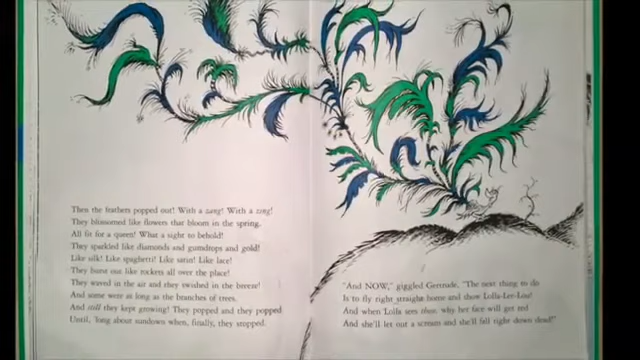 Then the feathers popped out! With a zang! With a zing!
They blossomed like flowers that bloom in the spring.
All fit for a queen! What a sight to behold!
They sparkled like diamonds and gumdrops and gold!
Like silk! Like spaghetti! Like satin! Like lace!
They burst out like rockets all over the place!
They waved in the air and they swished in the breeze!
And some were as long as the branches of trees.
And still they kept growing! They popped and they popped
Until, 'long about sundown when, finally, they stopped.
"And NOW," giggled Gertrude, "The next thing to do
Is to fly right straight home and show Lolla-Lee-Lou!
And when Lolla sees these, why her face will get red
And she'll let out a scream and she'll fall right down dead!"